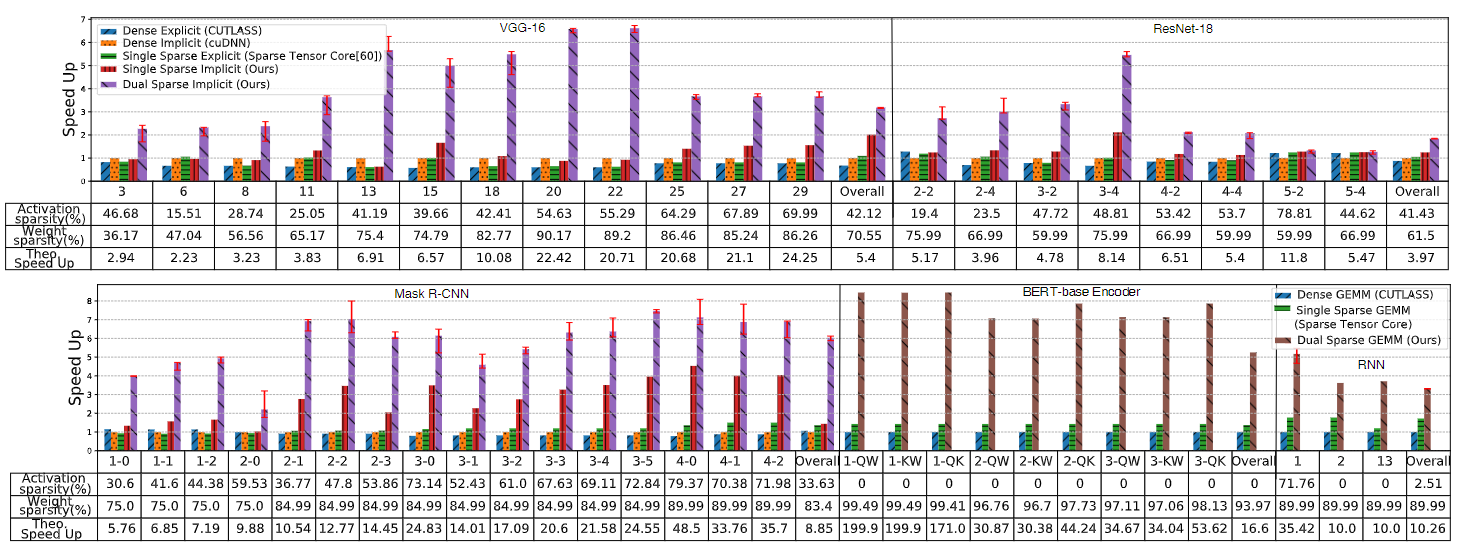 VGG-16 ResNet-18
Dense Explicit (CUTLASS)
Dense Implicit (cuDNN)
Single Sparse Explicit (Sparse Tensor Core[60])
Single Sparse Implicit (Ours)
Dual Sparse Implicit (Ours)
Speed Up
7
6
5
4
3
2
1
0
3 6 8 11 13 15 18 20 22 25 27 29 Overall 2-2 2-4 3-2 3-4 4-2 4-4 5-2 5-4 Overall
Activation sparsity(%) 46.68 15.51 28.74 25.05 41.19 39.66 42.41 54.63 55.29 64.29 67.89 69.99 42.12 19.4 23.5 47.72 48.81 53.42 53.7 78.81 44.62 41.43
Weight sparsity(%) 36.17 47.04 56.56 65.17 75.4 74.79 82.77 90.17 89.2 86.46 85.24 86.26 70.55 75.99 66.99 59.99 75.99 66.99 59.99 59.99 66.99 61.5
Theo. Speed Up 2.94 2.23 3.23 3.83 6.91 6.57 10.08 22.42 20.71 20.68 21.1 24.25 5.4 5.17 3.96 4.78 8.14 6.51 5.4 11.8 5.47 3.97
Mask R-CNN BERT-base Encoder
Dense GEMM (CUTLASS)
Single Sparse GEMM
(Sparse Tensor Core)
Dual Sparse GEMM (Ours)
RNN
Speed Up
8
7
6
5
4
3
2
1
0
1-0 1-1 1-2 2-0 2-1 2-2 2-3 3-0 3-1 3-2 3-3 3-4 3-5 4-0 4-1 4-2 Overall 1-QW 1-KW 1-QK 2-QW 2-KW 2-QK 3-QW 3-KW 3-QK Overall 1 2 13 Overall
Activation sparsity(%) 30.6 41.6 44.38 59.53 36.77 47.8 53.86 73.14 52.43 61.0 67.63 69.11 72.84 79.37 70.38 71.98 33.63 0 0 0 0 0 0 0 0 0 0 71.76 0 0 2.51
Weight sparsity(%) 75.0 75.0 75.0 75.0 84.99 84.99 84.99 84.99 84.99 84.99 84.99 84.99 84.99 89.99 89.99 89.99 83.4 99.49 99.49 99.41 96.76 96.7 97.73 97.11 97.06 98.13 93.97 89.99 89.99 89.99 89.99
Theo. Speed Up 5.76 6.85 7.19 9.88 10.54 12.77 14.45 24.83 14.01 17.09 20.6 21.58 24.55 48.5 33.76 35.7 8.85 199.9 199.9 171.0 30.87 30.38 44.24 34.67 34.04 53.62 16.6 35.42 10.0 10.0 10.26